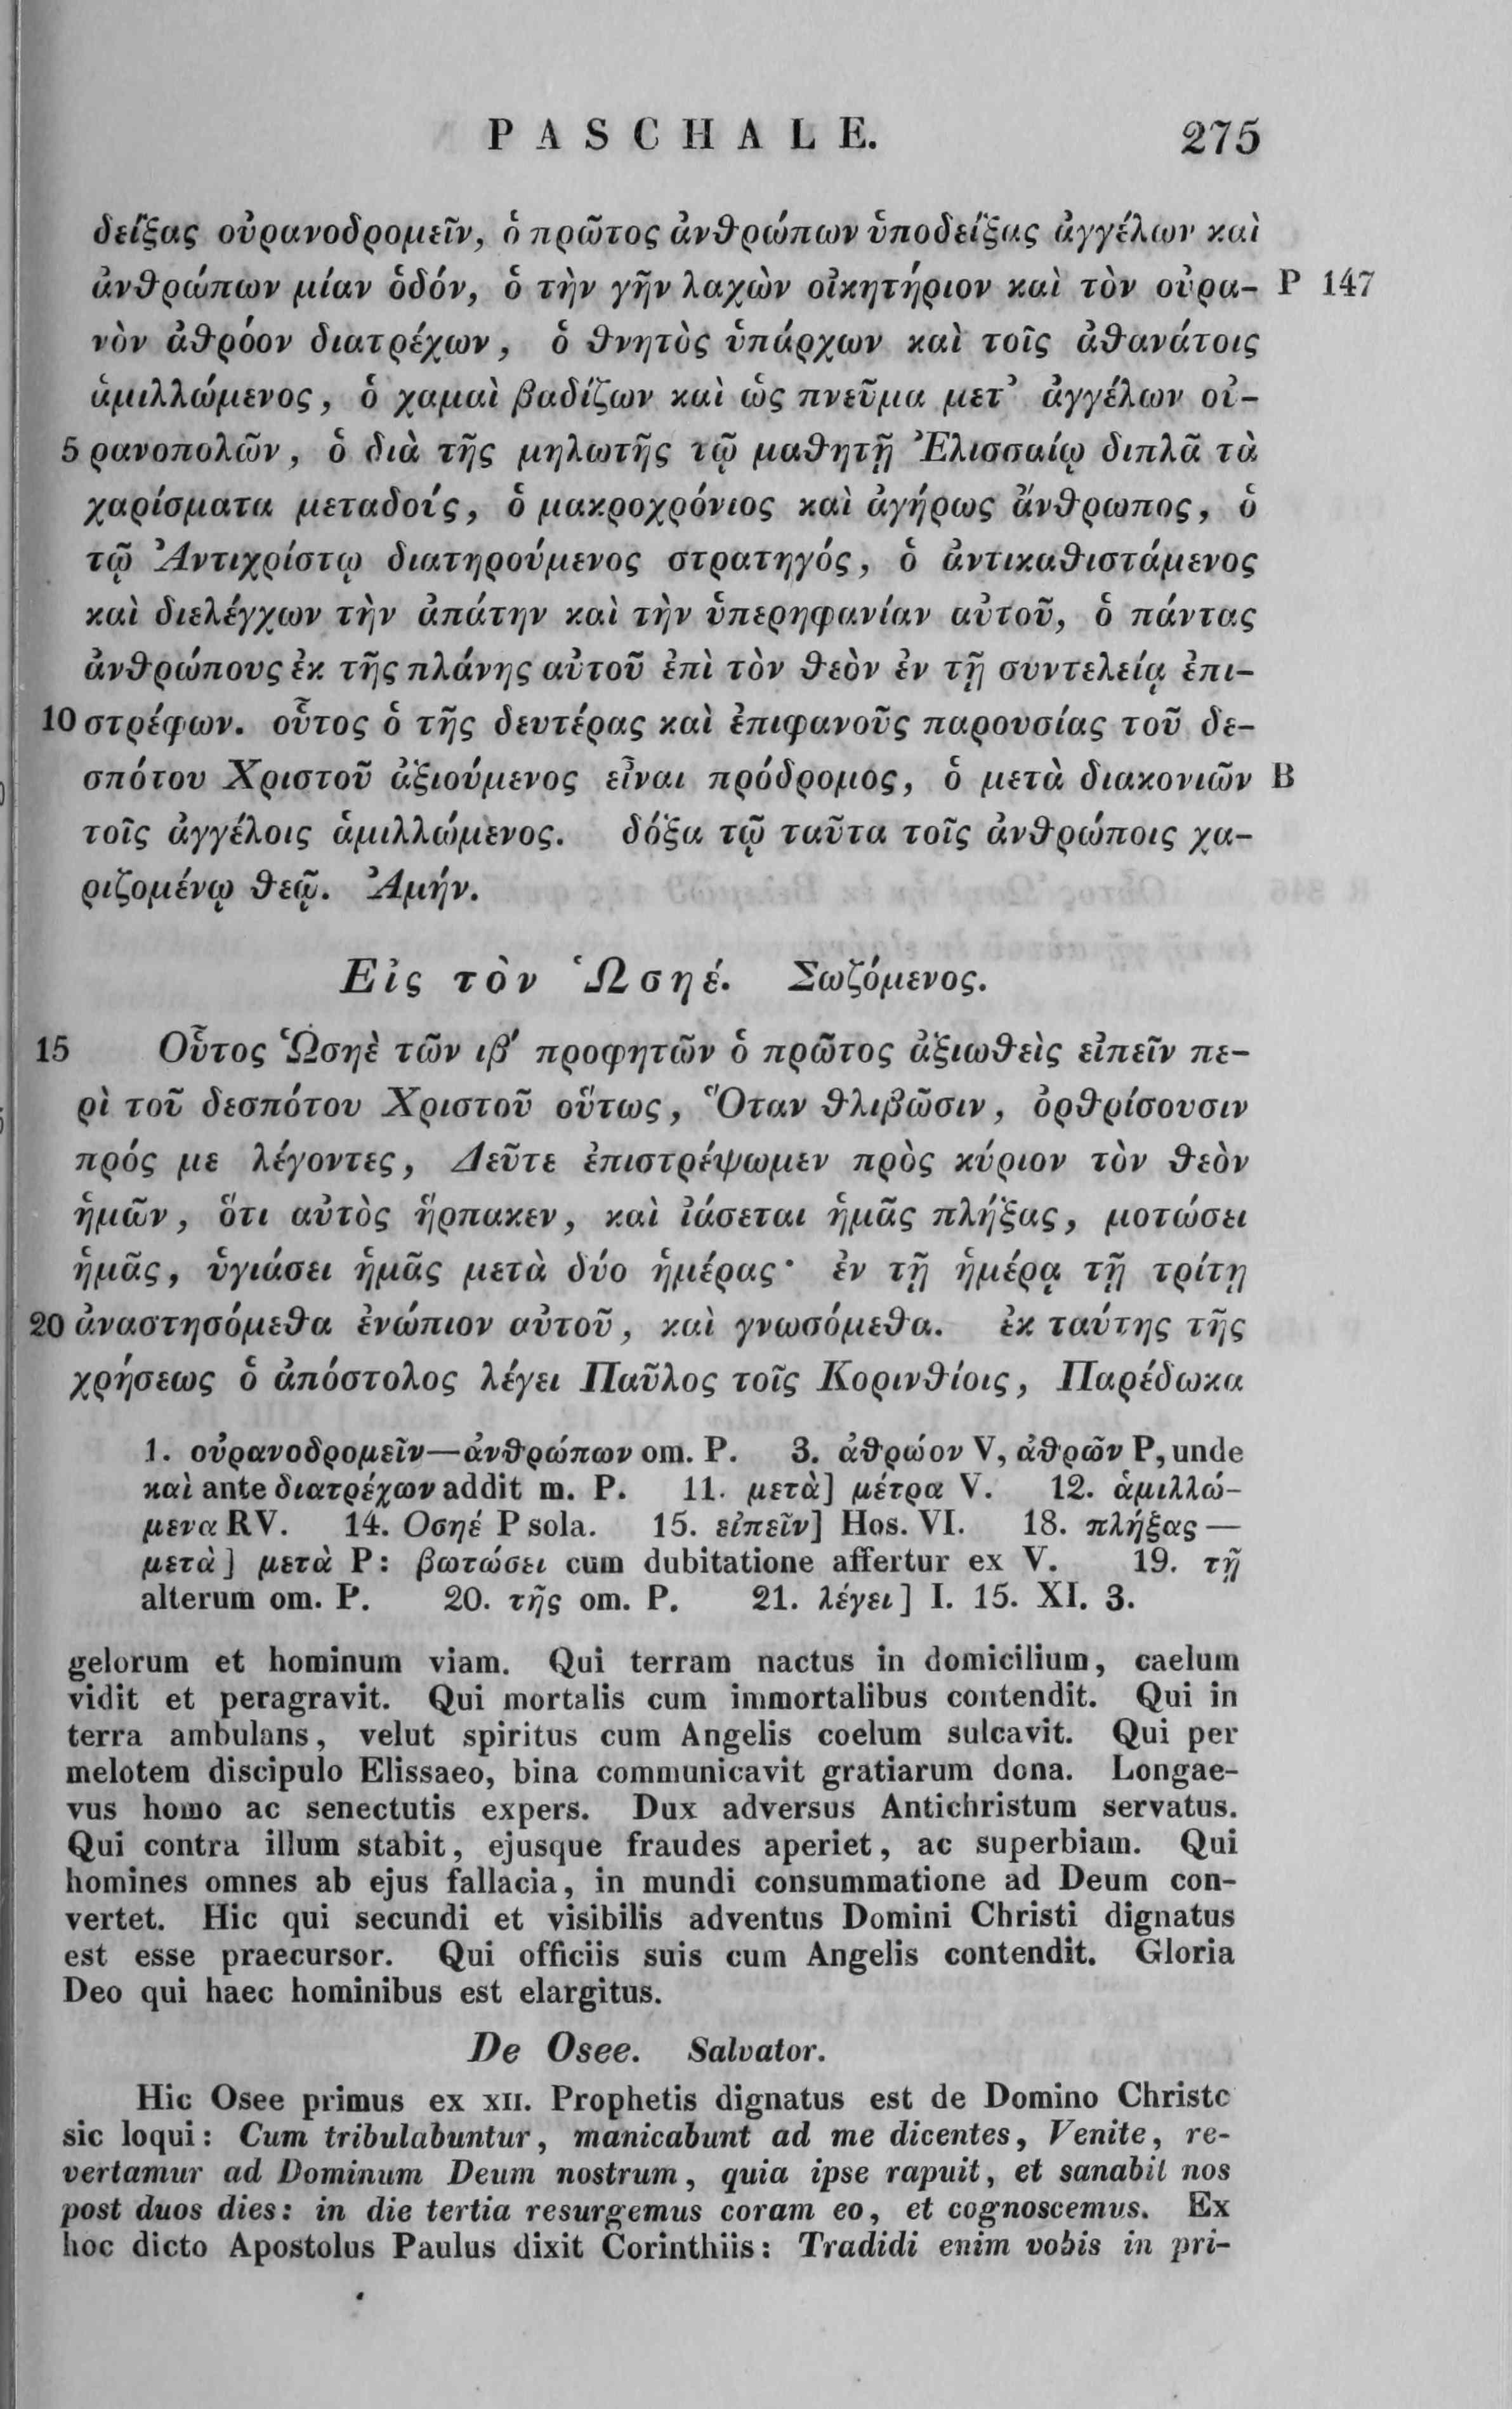 PASCHALE. 275
δείξας οὐρανοδρομεῖν, ὁ πρῶτος ἀνθρώπων ὑποδείξας ἀγγέλων καὶ
ἀνθρώπων μίαν ὁδόν, ὁ τὴν γῆν λαχὼν οἰκητήριον καὶ τὸν οὐρα- P 147
νὸν ἀθρόον διατρέχων, ὁ θνητὸς ὑπάρχων καὶ τοῖς ἀθανάτοις
ἁμιλλώμενος, ὁ χαμαὶ βαδίζων καὶ ὡς πνεῦμα μετ᾽ ἀγγέλων οὐ-
5 ρανοπολῶν, ὁ διὰ τῆς μηλωτῆς τῷ μαθητῇ Ἐλισσαίῳ διπλᾶ τὰ
χαρίσματα μεταδούς, ὁ μακροχρόνιος καὶ ἀγήρως ἄνθρωπος, ὁ
τῷ Ἀντιχρίστῳ διατηρούμενος στρατηγός, ὁ ἀντικαθιστάμενος
καὶ διελέγχων τὴν ἀπάτην καὶ τὴν ὑπερηφανίαν αὐτοῦ, ὁ πάντας
ἀνθρώπους ἐκ τῆς πλάνης αὐτοῦ ἐπὶ τὸν θεὸν ἐν τῇ συντελείᾳ ἐπι-
10 στρέφων. οὗτος ὁ τῆς δευτέρας καὶ ἐπιφανοῦς παρουσίας τοῦ δε-
σπότου Χριστοῦ ἀξιούμενος εἶναι πρόδρομος, ὁ μετὰ διακονιῶν B
τοῖς ἀγγέλοις ἁμιλλώμενος. δόξα τῷ ταῦτα τοῖς ἀνθρώποις χα-
ριζομένῳ θεῷ. Ἀμήν.
Εἰς τὸν Ὡσηέ. Σωζόμενος.
15 Οὗτος Ὡσηὲ τῶν ιβ′ προφητῶν ὁ πρῶτος ἀξιωθεὶς εἰπεῖν πε-
ρὶ τοῦ δεσπότου Χριστοῦ οὕτως, Ὅταν θλιβῶσιν, ὀρθρίσουσιν
πρός με λέγοντες, Δεῦτε ἐπιστρέψωμεν πρὸς κύριον τὸν θεὸν
ἡμῶν, ὅτι αὐτὸς ἥρπακεν, καὶ ἰάσεται ἡμᾶς πλήξας, μοτώσει
ἡμᾶς, ὑγιάσει ἡμᾶς μετὰ δύο ἡμέρας· ἐν τῇ ἡμέρᾳ τῇ τρίτῃ
20 ἀναστησόμεθα ἐνώπιον αὐτοῦ, καὶ γνωσόμεθα. ἐκ ταύτης τῆς
χρήσεως ὁ ἀπόστολος λέγει Παῦλος τοῖς Κορινθίοις, Παρέδωκα
1. οὐρανοδρομεῖν—ἀνθρώπων om. P. 3. ἀθρώον V, ἀθρῶν P, unde
καὶ ante διατρέχων addit m. P. 11. μετὰ] μέτρα V. 12. ἁμιλλώ-
μενα RV. 14. Οσηέ P sola. 15. εἰπεῖν] Hos. VI. 18. πλήξας —
μετὰ] μετὰ P: βωτώσει cum dubitatione affertur ex V. 19. τῇ
alterum om. P. 20. τῆς om. P. 21. λέγει] I. 15. XI. 3.
gelorum et hominum viam. Qui terram nactus in domicilium, caelum
vidit et peragravit. Qui mortalis cum immortalibus contendit. Qui in
terra ambulans, velut spiritus cum Angelis coelum sulcavit. Qui per
melotem discipulo Elissaeo, bina communicavit gratiarum dona. Longae-
vus homo ac senectutis expers. Dux adversus Antichristum servatus.
Qui contra illum stabit, ejusque fraudes aperiet, ac superbiam. Qui
homines omnes ab ejus fallacia, in mundi consummatione ad Deum con-
vertet. Hic qui secundi et visibilis adventus Domini Christi dignatus
est esse praecursor. Qui officiis suis cum Angelis contendit. Gloria
Deo qui haec hominibus est elargitus.
De Osee. Salvator.
Hic Osee primus ex XII. Prophetis dignatus est de Domino Christo
sic loqui: Cum tribulabuntur, manicabunt ad me dicentes, Venite, re-
vertamur ad Dominum Deum nostrum, quia ipse rapuit, et sanabit nos
post duos dies: in die tertia resurgemus coram eo, et cognoscemus. Ex
hoc dicto Apostolus Paulus dixit Corinthiis: Tradidi enim vobis in pri-